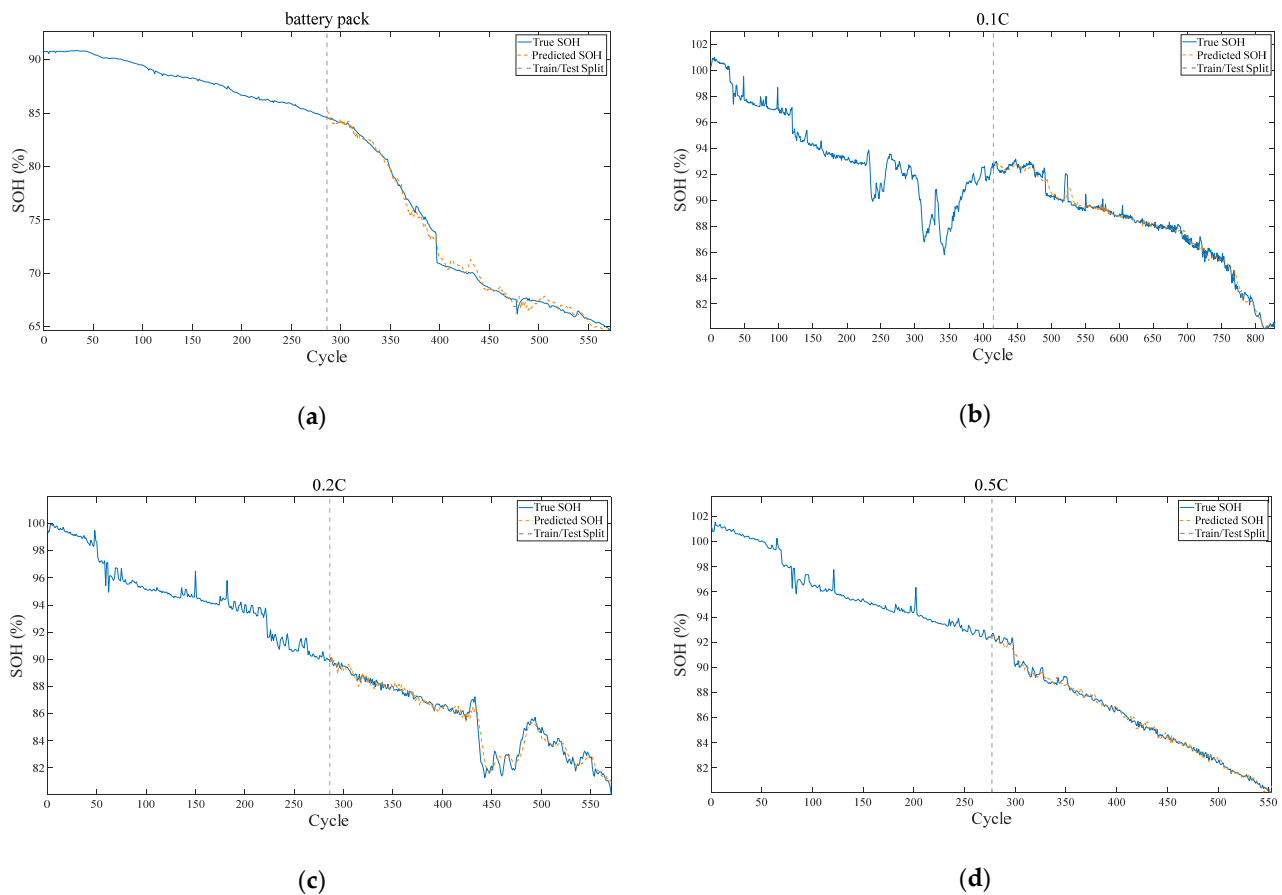 battery pack
True SOH
Predicted SOH
Train/Test Split
SOH (%)
90
85
80
75
70
65
0 50 100 150 200 250 300 350 400 450 500 550
Cycle
(a)
0.1C
True SOH
Predicted SOH
Train/Test Split
SOH (%)
102
100
98
96
94
92
90
88
86
84
82
0 50 100 150 200 250 300 350 400 450 500 550 600 650 700 750 800
Cycle
(b)
0.2C
True SOH
Predicted SOH
Train/Test Split
SOH (%)
100
98
96
94
92
90
88
86
84
82
0 50 100 150 200 250 300 350 400 450 500 550
Cycle
(c)
0.5C
True SOH
Predicted SOH
Train/Test Split
SOH (%)
102
100
98
96
94
92
90
88
86
84
82
0 50 100 150 200 250 300 350 400 450 500 550
Cycle
(d)